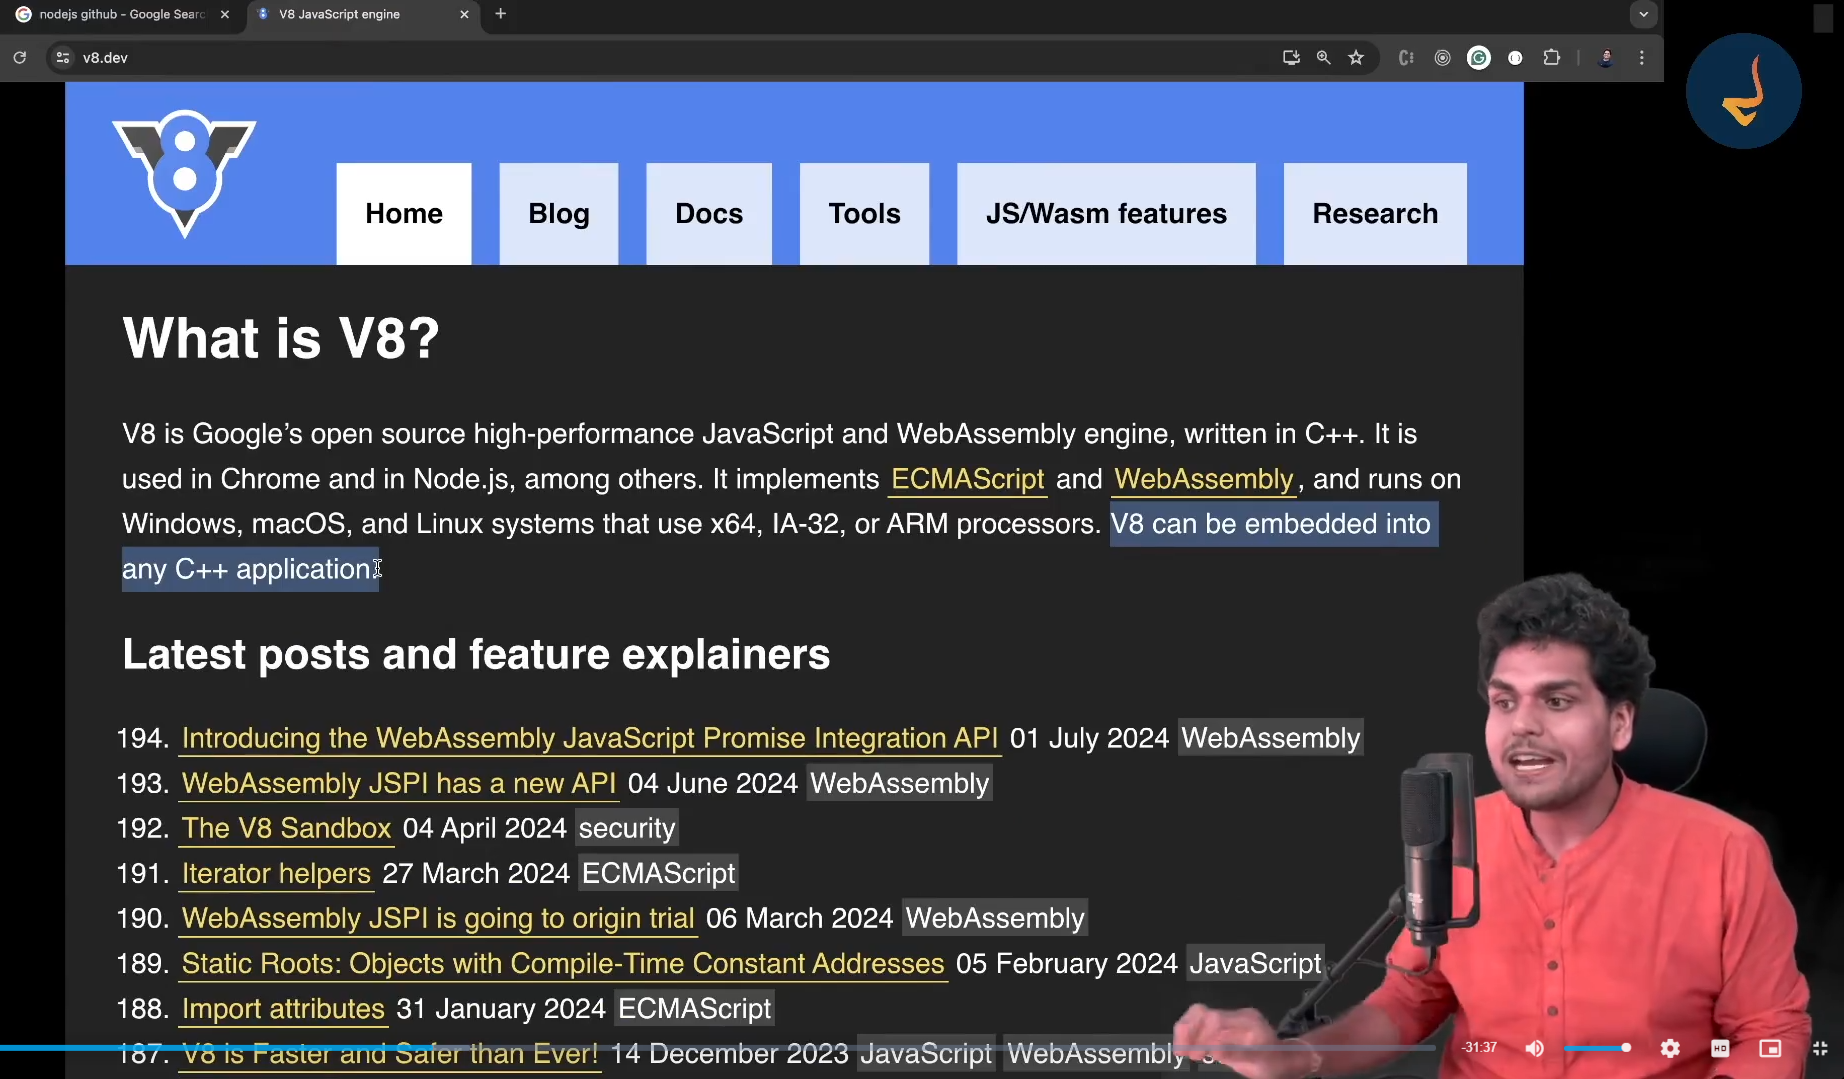 nodejs github - Google Searc
V8 JavaScript engine
v8.dev
Home
Blog
Docs
Tools
JS/Wasm features
Research
What is V8?
V8 is Google’s open source high-performance JavaScript and WebAssembly engine, written in C++. It is
used in Chrome and in Node.js, among others. It implements ECMAScript and WebAssembly, and runs on
Windows, macOS, and Linux systems that use x64, IA-32, or ARM processors. V8 can be embedded into
any C++ application.
Latest posts and feature explainers
194. Introducing the WebAssembly JavaScript Promise Integration API 01 July 2024 WebAssembly
193. WebAssembly JSPI has a new API 04 June 2024 WebAssembly
192. The V8 Sandbox 04 April 2024 security
191. Iterator helpers 27 March 2024 ECMAScript
190. WebAssembly JSPI is going to origin trial 06 March 2024 WebAssembly
189. Static Roots: Objects with Compile-Time Constant Addresses 05 February 2024 JavaScript
188. Import attributes 31 January 2024 ECMAScript
187. V8 is Faster and Safer than Ever! 14 December 2023 JavaScript WebAssembly
-31:37
HD